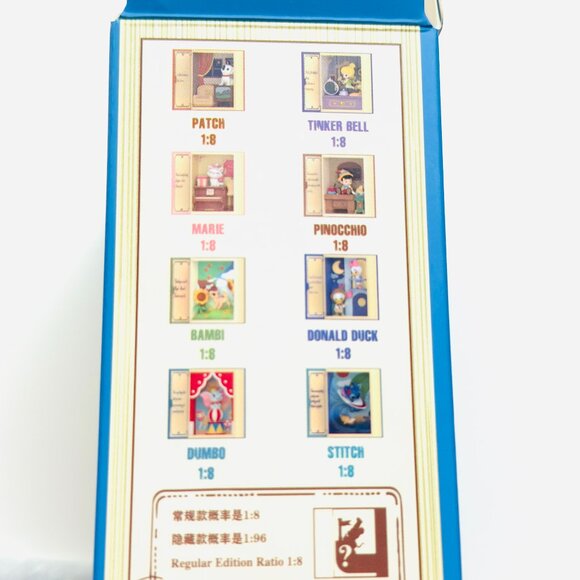 PATCH
1:8
TINKER BELL
1:8
MARIE
1:8
PINOCCHIO
1:8
BAMBI
1:8
DONALD DUCK
1:8
DUMBO
1:8
STITCH
1:8
常规款概率是1:8
隐藏款概率是1:96
Regular Edition Ratio 1:8
?